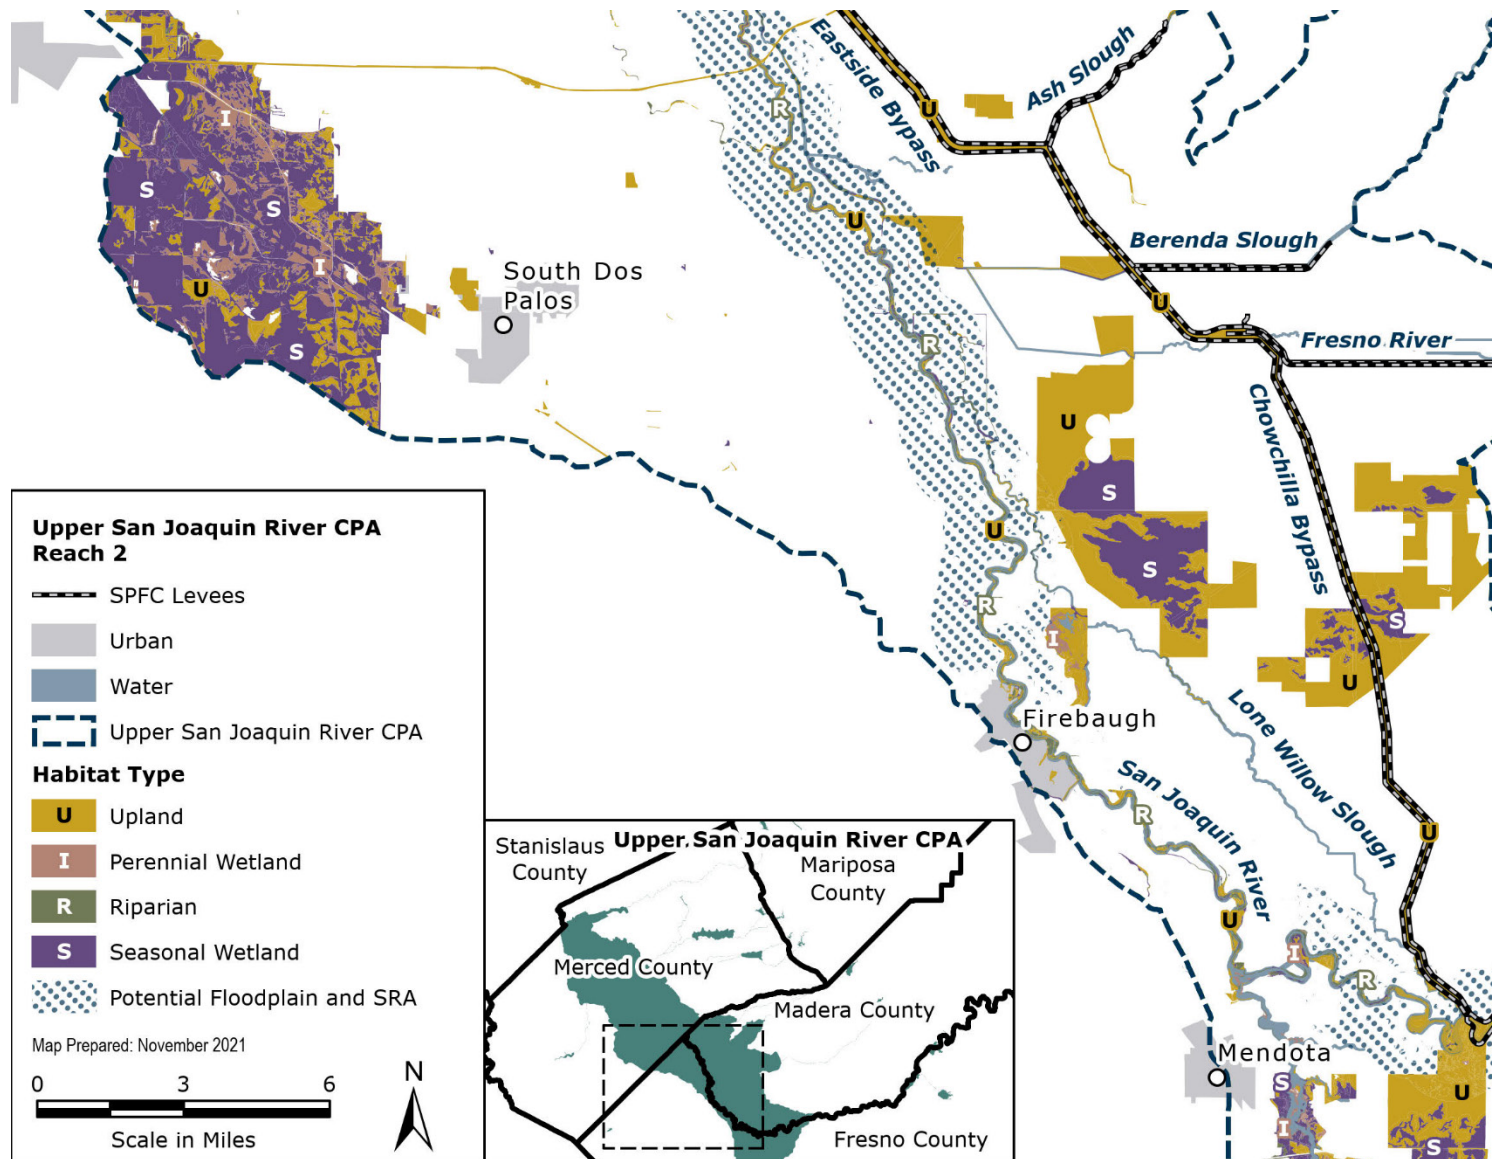 Eastside Bypass
Ash Slough
U
R
I
S
S
U
Berenda Slough
I
U
South Dos
Palos
U
Fresno River
S
R
Chowchilla Bypass
U
S
U
S
R
I
S
U
Firebaugh
Lone Willow Slough
San Joaquin River
R
U
U
I
R
Mendota
S
U
I
S
Upper San Joaquin River CPA
Reach 2
SPFC Levees
Urban
Water
Upper San Joaquin River CPA
Habitat Type
U Upland
I Perennial Wetland
R Riparian
S Seasonal Wetland
Potential Floodplain and SRA
Map Prepared: November 2021
0 3 6
Scale in Miles
N
Upper San Joaquin River CPA
Stanislaus
County
Mariposa
County
Merced County
Madera County
Fresno County